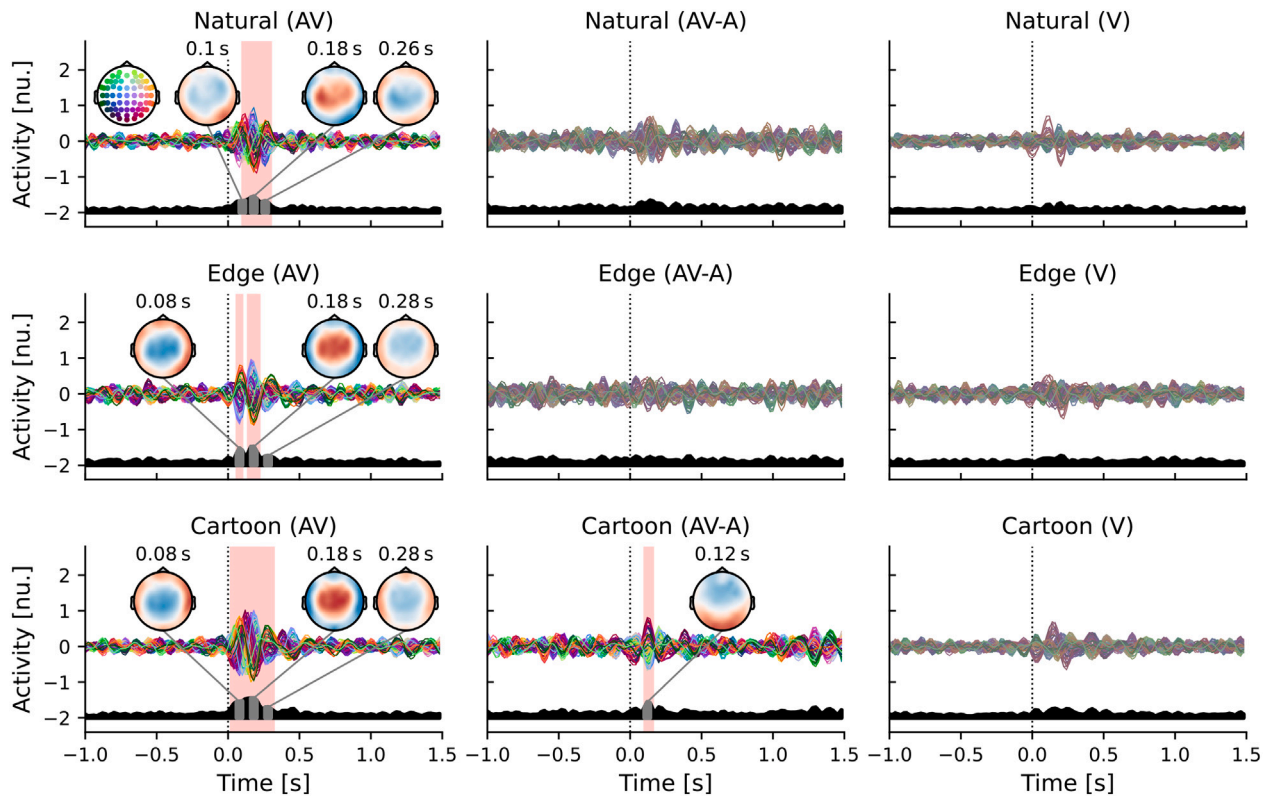 Natural (AV)
Natural (AV-A)
Natural (V)
0.1 s
0.18 s
0.26 s
Activity [nu.]
2
1
0
−1
−2
Edge (AV)
Edge (AV-A)
Edge (V)
0.08 s
0.18 s
0.28 s
Activity [nu.]
2
1
0
−1
−2
Cartoon (AV)
Cartoon (AV-A)
Cartoon (V)
0.08 s
0.18 s
0.28 s
0.12 s
Activity [nu.]
2
1
0
−1
−2
−1.0 −0.5 0.0 0.5 1.0 1.5
−1.0 −0.5 0.0 0.5 1.0 1.5
−1.0 −0.5 0.0 0.5 1.0 1.5
Time [s]
Time [s]
Time [s]